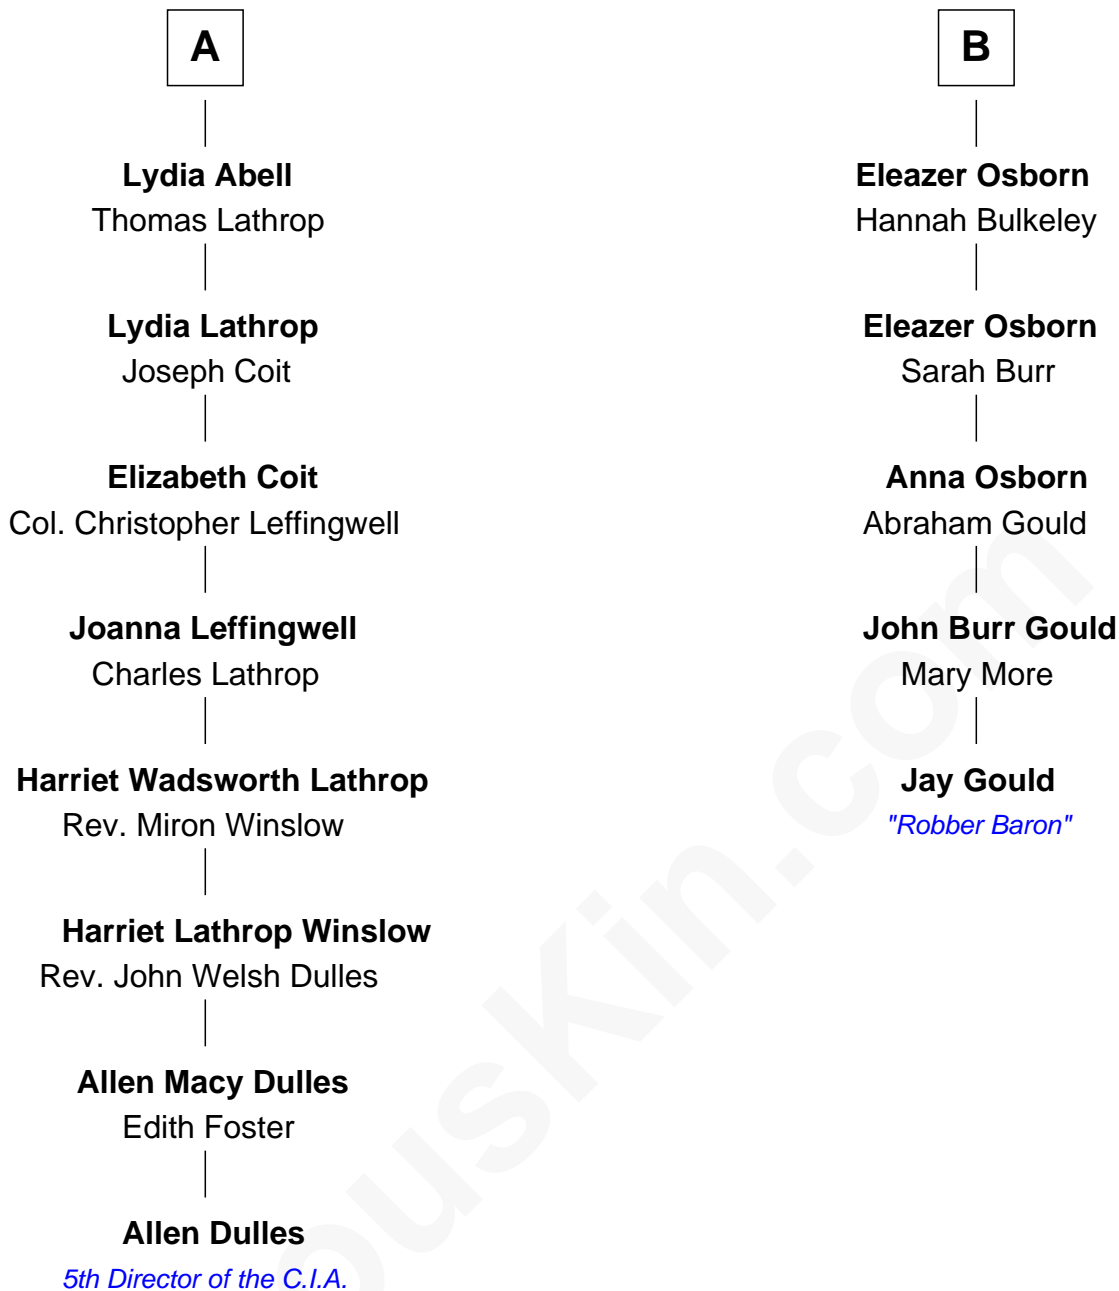 A
Lydia Abell
Thomas Lathrop
Lydia Lathrop
Joseph Coit
Elizabeth Coit
Col. Christopher Leffingwell
Joanna Leffingwell
Charles Lathrop
Harriet Wadsworth Lathrop
Rev. Miron Winslow
Harriet Lathrop Winslow
Rev. John Welsh Dulles
Allen Macy Dulles
Edith Foster
Allen Dulles
5th Director of the C.I.A.
B
Eleazer Osborn
Hannah Bulkeley
Eleazer Osborn
Sarah Burr
Anna Osborn
Abraham Gould
John Burr Gould
Mary More
Jay Gould
"Robber Baron"
ousKin.com